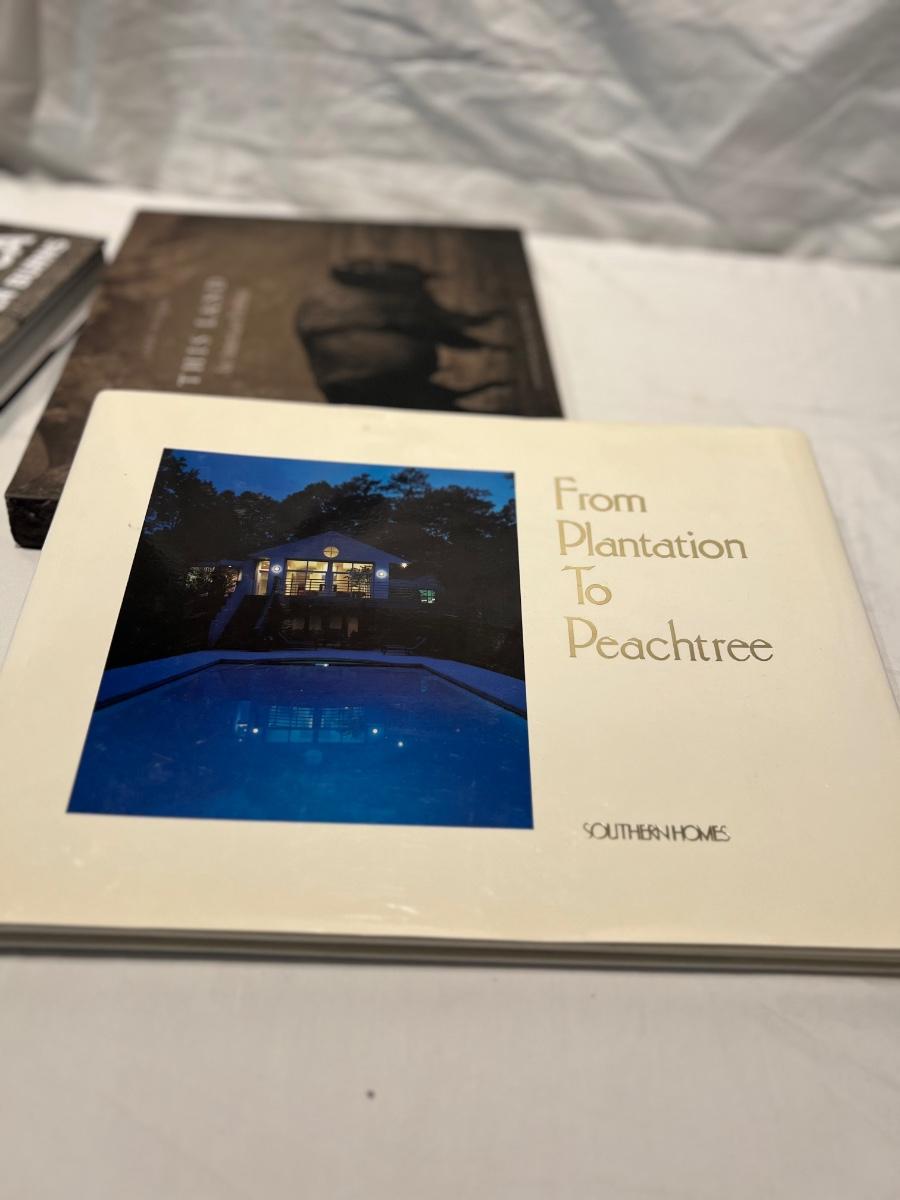 THIS LAND
From
Plantation
To
Peachtree
SOUTHERN HOMES